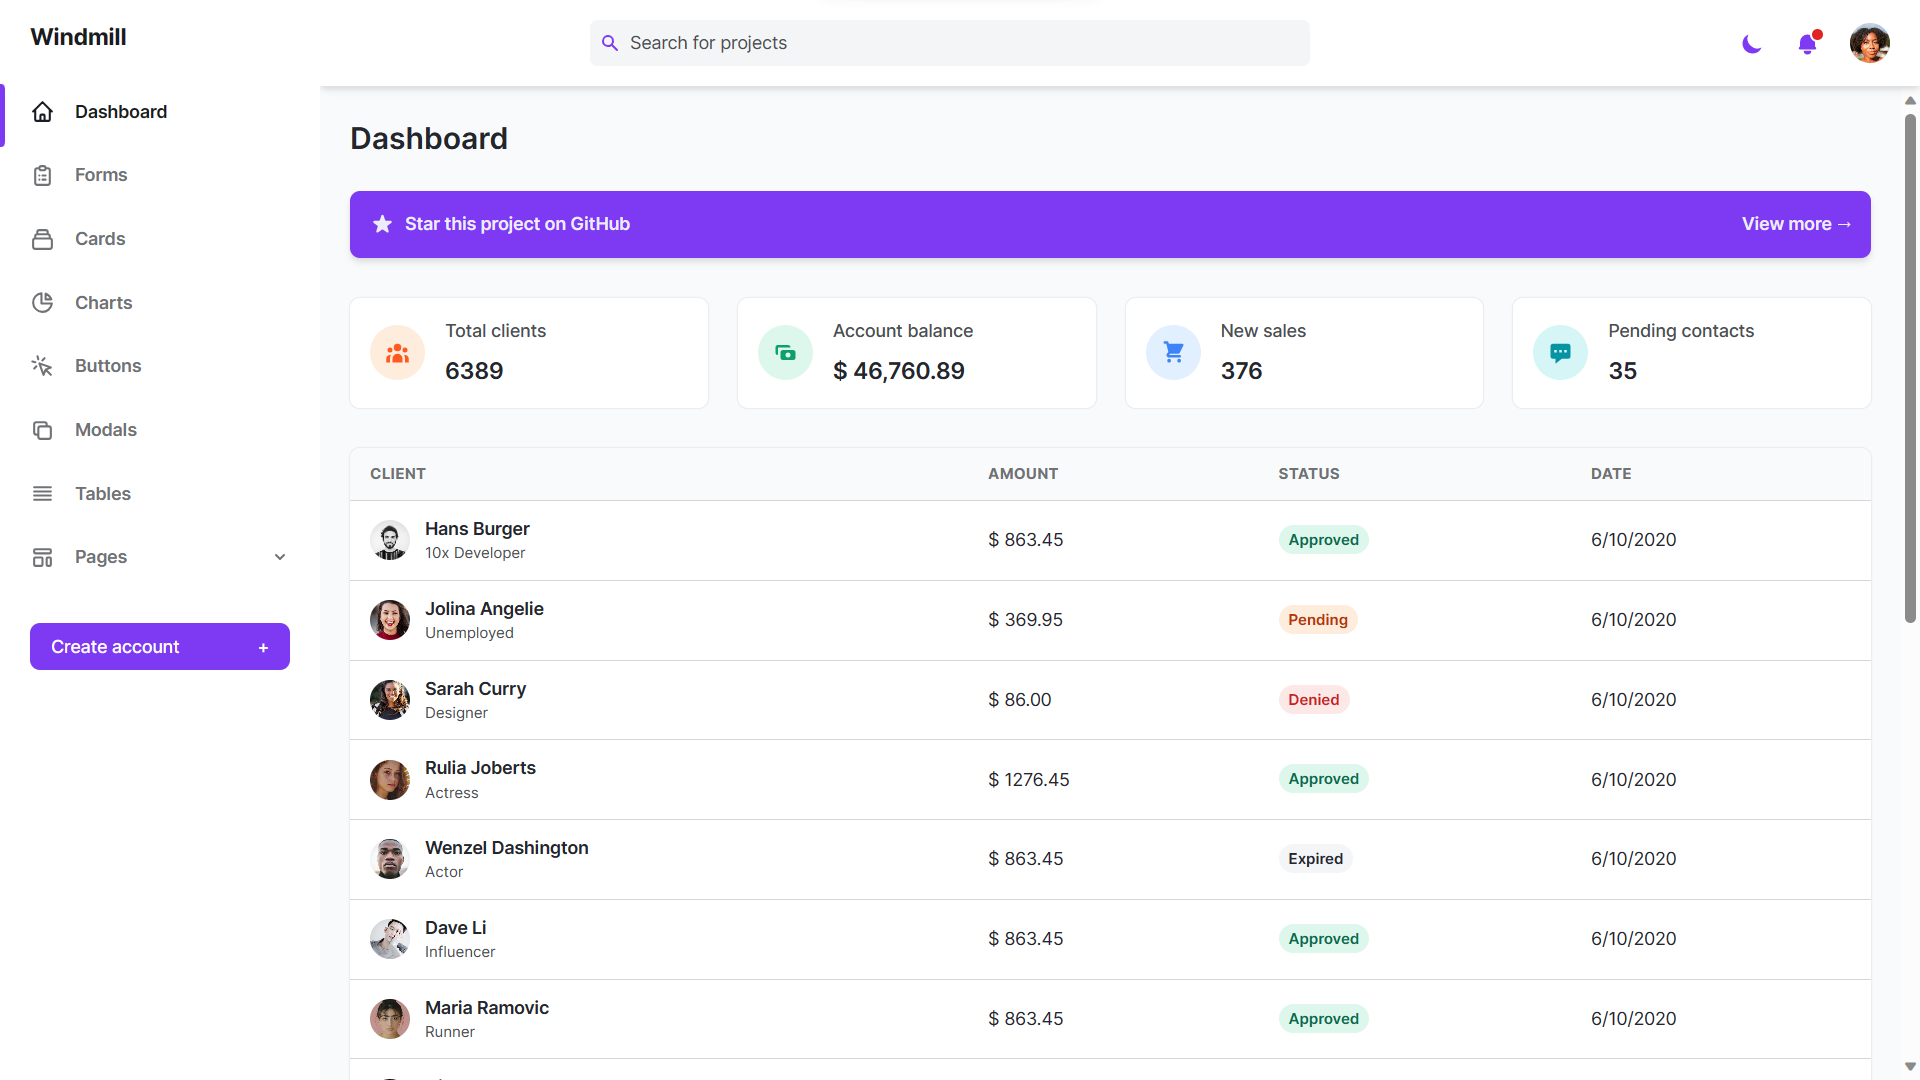 Windmill
Search for projects
Dashboard
Forms
Cards
Charts
Buttons
Modals
Tables
Pages
Create account +
Dashboard
Star this project on GitHub
View more →
Total clients
6389
Account balance
$ 46,760.89
New sales
376
Pending contacts
35
CLIENT AMOUNT STATUS DATE
Hans Burger
10x Developer
$ 863.45 Approved 6/10/2020
Jolina Angelie
Unemployed
$ 369.95 Pending 6/10/2020
Sarah Curry
Designer
$ 86.00 Denied 6/10/2020
Rulia Joberts
Actress
$ 1276.45 Approved 6/10/2020
Wenzel Dashington
Actor
$ 863.45 Expired 6/10/2020
Dave Li
Influencer
$ 863.45 Approved 6/10/2020
Maria Ramovic
Runner
$ 863.45 Approved 6/10/2020